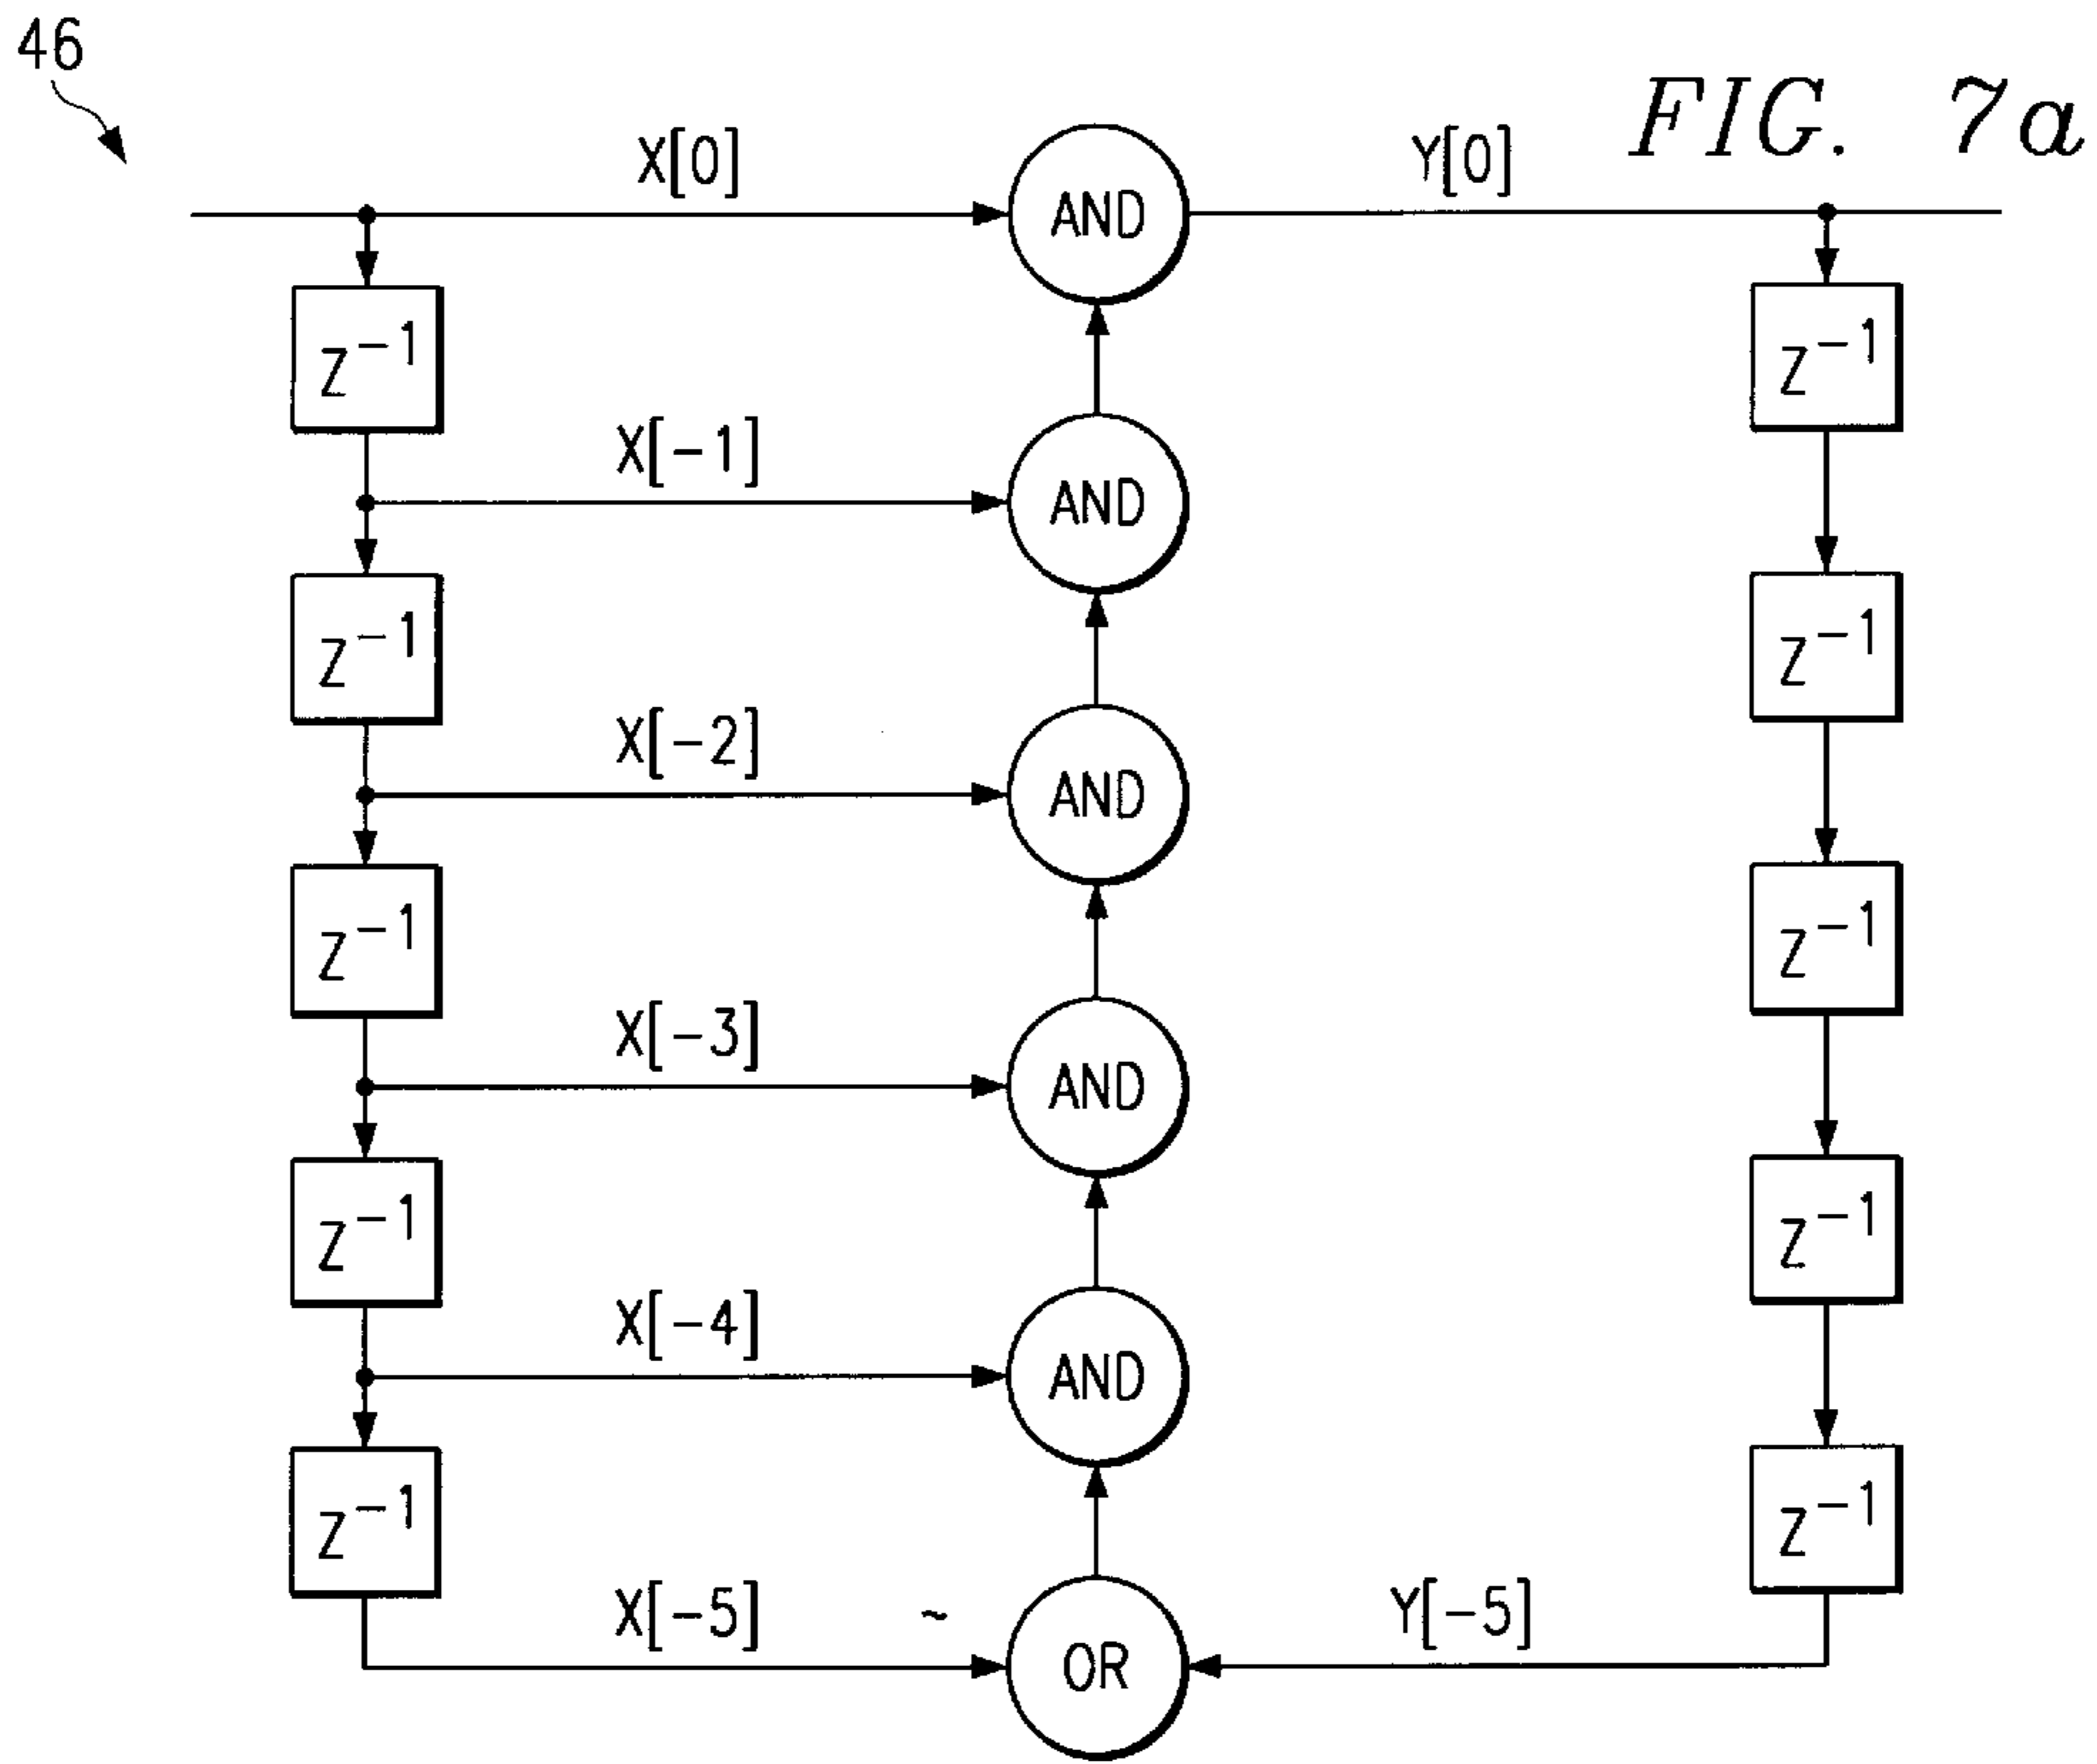 46
FIG. 7a
X[0]
AND
Y[0]
Z⁻¹
Z⁻¹
X[-1]
AND
Z⁻¹
Z⁻¹
X[-2]
AND
Z⁻¹
Z⁻¹
X[-3]
AND
Z⁻¹
Z⁻¹
X[-4]
AND
Z⁻¹
Z⁻¹
X[-5]
~
OR
Y[-5]